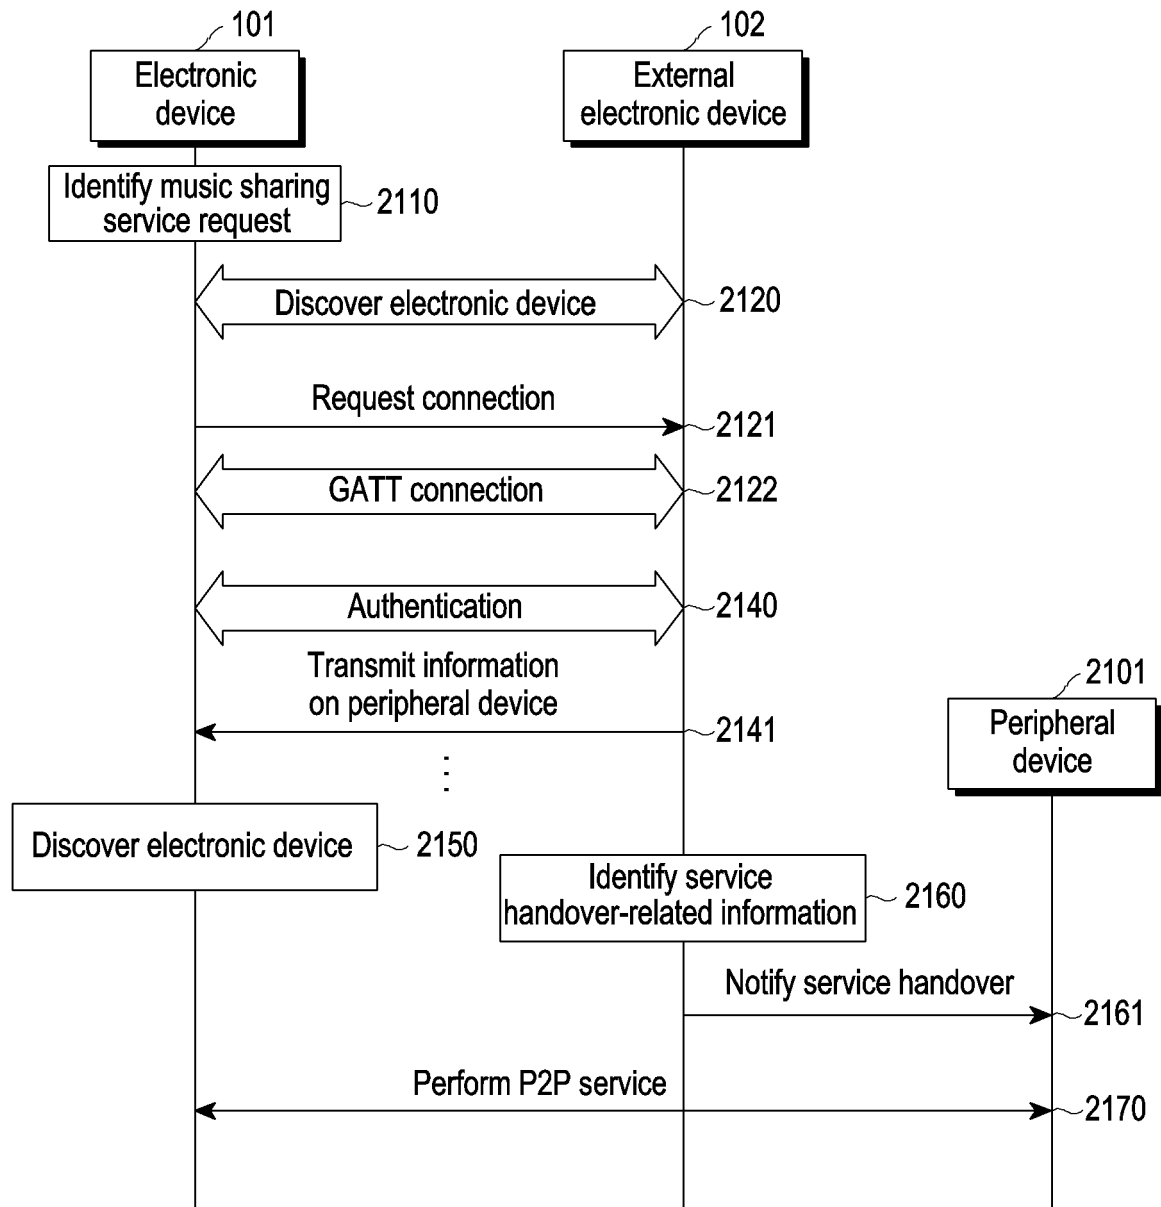 101
102
Electronic
device
External
electronic device
Identify music sharing
service request
2110
Discover electronic device
2120
Request connection
2121
GATT connection
2122
Authentication
2140
Transmit information
on peripheral device
2141
2101
Peripheral
device
Discover electronic device
2150
Identify service
handover-related information
2160
Notify service handover
2161
Perform P2P service
2170